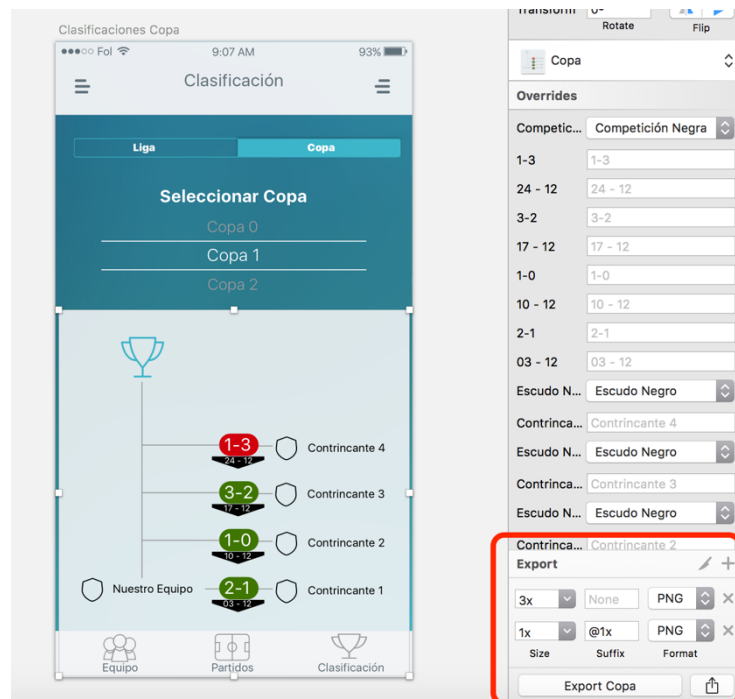 Clasificaciones Copa
Fol 9:07 AM 93%
Clasificación
Liga Copa
Seleccionar Copa
Copa 0
Copa 1
Copa 2
1-3 Contrincante 4
24 - 12
3-2 Contrincante 3
17 - 12
1-0 Contrincante 2
10 - 12
Nuestro Equipo 2-1 Contrincante 1
03 - 12
Equipo Partidos Clasificación
Transform 0°
Rotate Flip
Copa
Overrides
Competic... Competición Negra
1-3 1-3
24 - 12 24 - 12
3-2 3-2
17 - 12 17 - 12
1-0 1-0
10 - 12 10 - 12
2-1 2-1
03 - 12 03 - 12
Escudo N... Escudo Negro
Contrinca... Contrincante 4
Escudo N... Escudo Negro
Contrinca... Contrincante 3
Escudo N... Escudo Negro
Contrinca... Contrincante 2
Export
3x None PNG
1x @1x PNG
Size Suffix Format
Export Copa